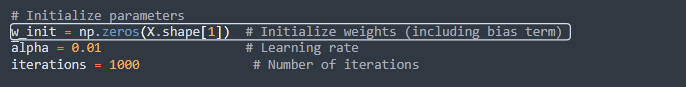 # Initialize parameters
w_init = np.zeros(X.shape[1])  # Initialize weights (including bias term)
alpha = 0.01                   # Learning rate
iterations = 1000               # Number of iterations